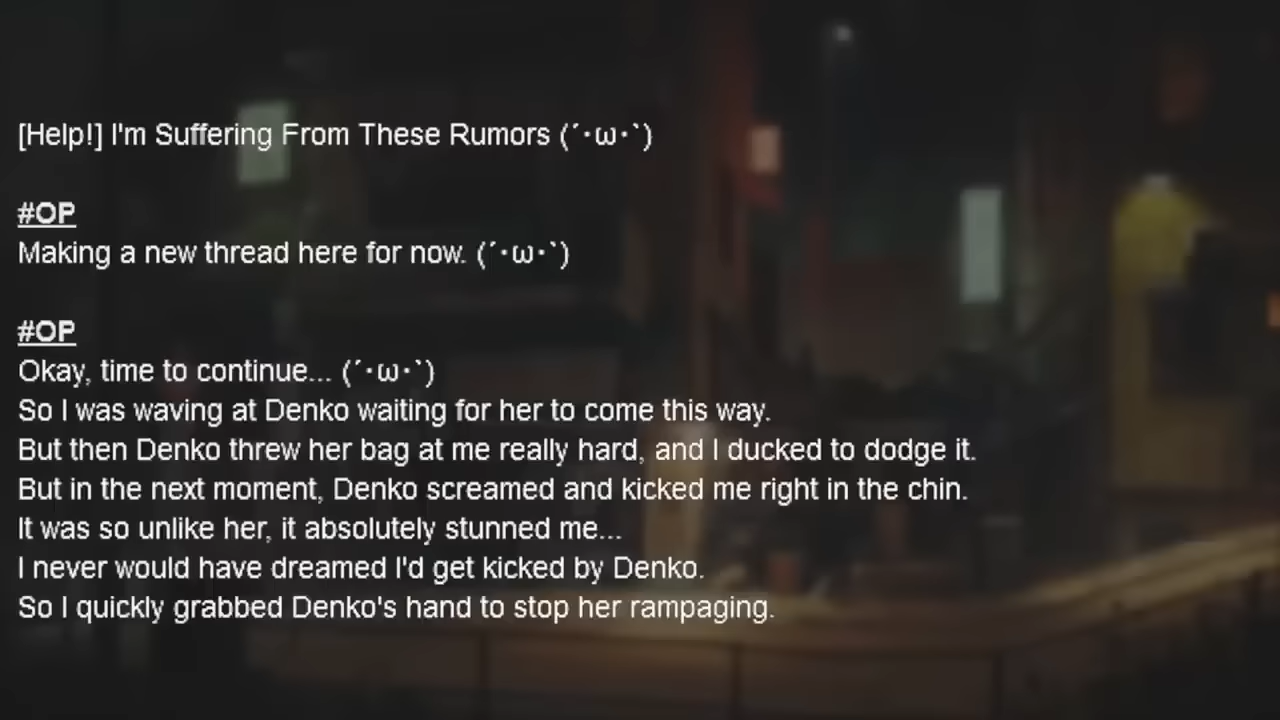 [Help!] I'm Suffering From These Rumors (´･ω･`)
#OP
Making a new thread here for now. (´･ω･`)
#OP
Okay, time to continue... (´･ω･`)
So I was waving at Denko waiting for her to come this way.
But then Denko threw her bag at me really hard, and I ducked to dodge it.
But in the next moment, Denko screamed and kicked me right in the chin.
It was so unlike her, it absolutely stunned me...
I never would have dreamed I'd get kicked by Denko.
So I quickly grabbed Denko's hand to stop her rampaging.